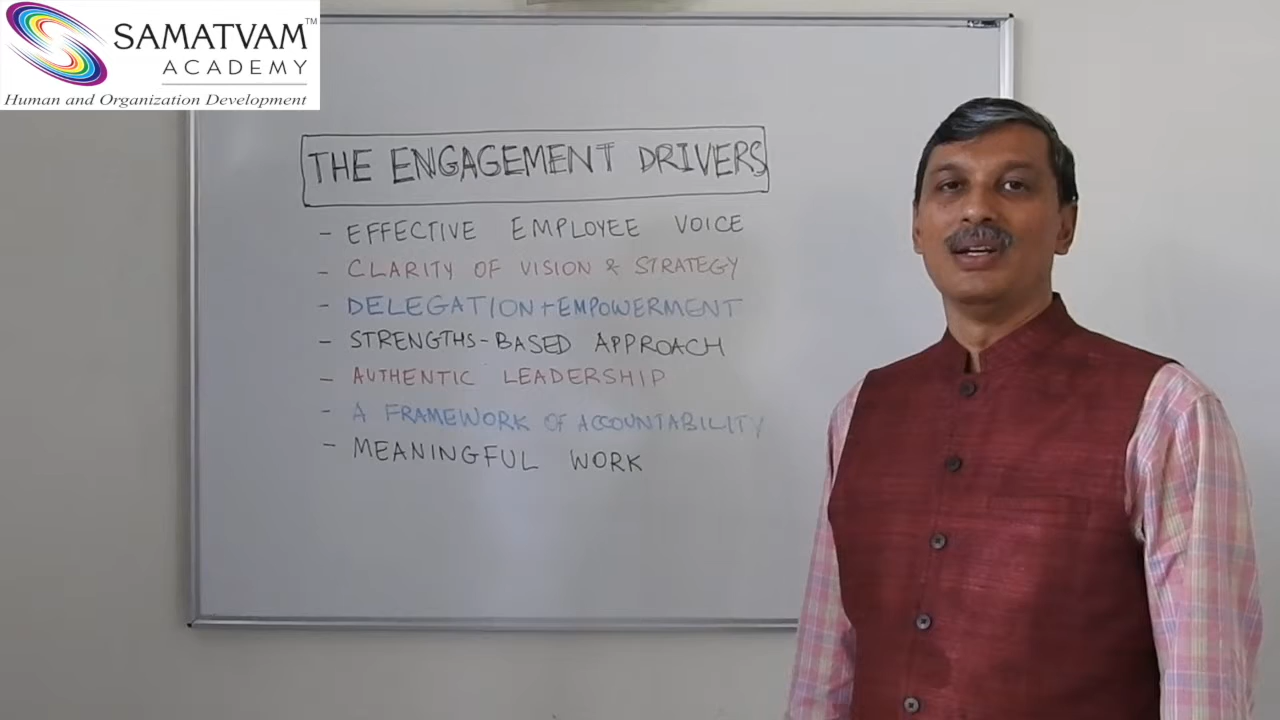 SAMATVAM™
ACADEMY
Human and Organization Development
THE ENGAGEMENT DRIVERS
- EFFECTIVE EMPLOYEE VOICE
- CLARITY OF VISION & STRATEGY
- DELEGATION + EMPOWERMENT
- STRENGTHS-BASED APPROACH
- AUTHENTIC LEADERSHIP
- A FRAMEWORK OF ACCOUNTABILITY
- MEANINGFUL WORK